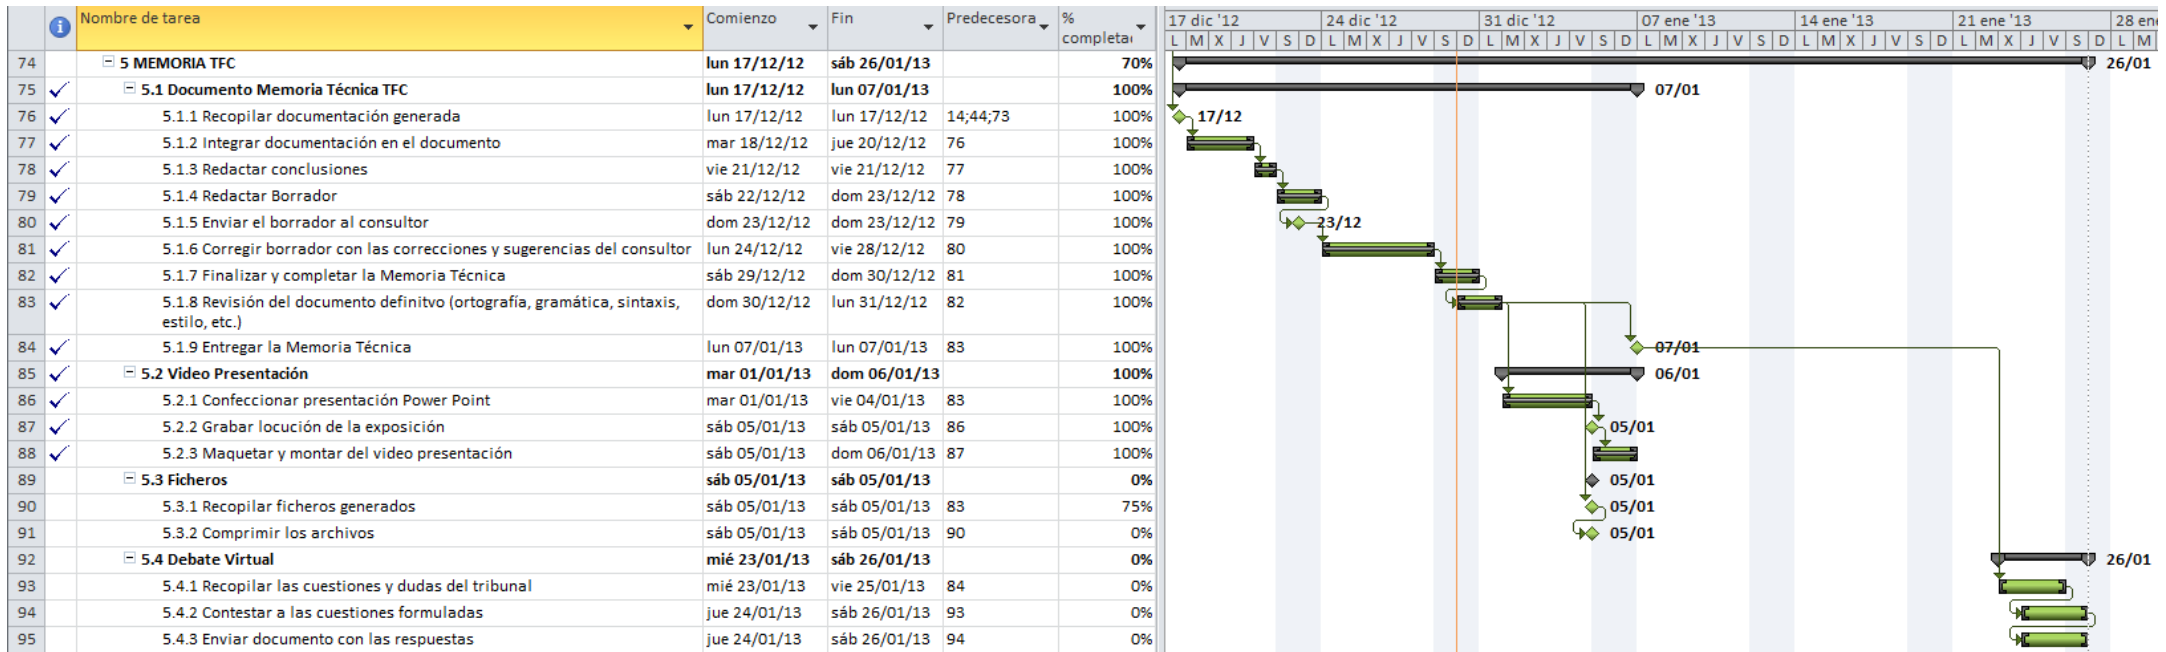 Nombre de tarea Comienzo Fin Predecesora % completa 17 dic '12 24 dic '12 31 dic '12 07 ene '13 14 ene '13 21 ene '13 28 en
L M X J V S D L M X J V S D L M X J V S D L M X J V S D L M X J V S D L M X J V S D L M
74 5 MEMORIA TFC lun 17/12/12 sáb 26/01/13 70% 26/01
75 5.1 Documento Memoria Técnica TFC lun 17/12/12 lun 07/01/13 100% 07/01
76 5.1.1 Recopilar documentación generada lun 17/12/12 lun 17/12/12 14;44;73 100% 17/12
77 5.1.2 Integrar documentación en el documento mar 18/12/12 jue 20/12/12 76 100%
78 5.1.3 Redactar conclusiones vie 21/12/12 vie 21/12/12 77 100%
79 5.1.4 Redactar Borrador sáb 22/12/12 dom 23/12/12 78 100%
80 5.1.5 Enviar el borrador al consultor dom 23/12/12 dom 23/12/12 79 100% 23/12
81 5.1.6 Corregir borrador con las correcciones y sugerencias del consultor lun 24/12/12 vie 28/12/12 80 100%
82 5.1.7 Finalizar y completar la Memoria Técnica sáb 29/12/12 dom 30/12/12 81 100%
83 5.1.8 Revisión del documento definitvo (ortografía, gramática, sintaxis, dom 30/12/12 lun 31/12/12 82 100%
estilo, etc.)
84 5.1.9 Entregar la Memoria Técnica lun 07/01/13 lun 07/01/13 83 100% 07/01
85 5.2 Video Presentación mar 01/01/13 dom 06/01/13 100% 06/01
86 5.2.1 Confeccionar presentación Power Point mar 01/01/13 vie 04/01/13 83 100%
87 5.2.2 Grabar locución de la exposición sáb 05/01/13 sáb 05/01/13 86 100% 05/01
88 5.2.3 Maquetar y montar del video presentación sáb 05/01/13 dom 06/01/13 87 100%
89 5.3 Ficheros sáb 05/01/13 sáb 05/01/13 0% 05/01
90 5.3.1 Recopilar ficheros generados sáb 05/01/13 sáb 05/01/13 83 75% 05/01
91 5.3.2 Comprimir los archivos sáb 05/01/13 sáb 05/01/13 90 0% 05/01
92 5.4 Debate Virtual mié 23/01/13 sáb 26/01/13 0% 26/01
93 5.4.1 Recopilar las cuestiones y dudas del tribunal mié 23/01/13 vie 25/01/13 84 0%
94 5.4.2 Contestar a las cuestiones formuladas jue 24/01/13 sáb 26/01/13 93 0%
95 5.4.3 Enviar documento con las respuestas jue 24/01/13 sáb 26/01/13 94 0%